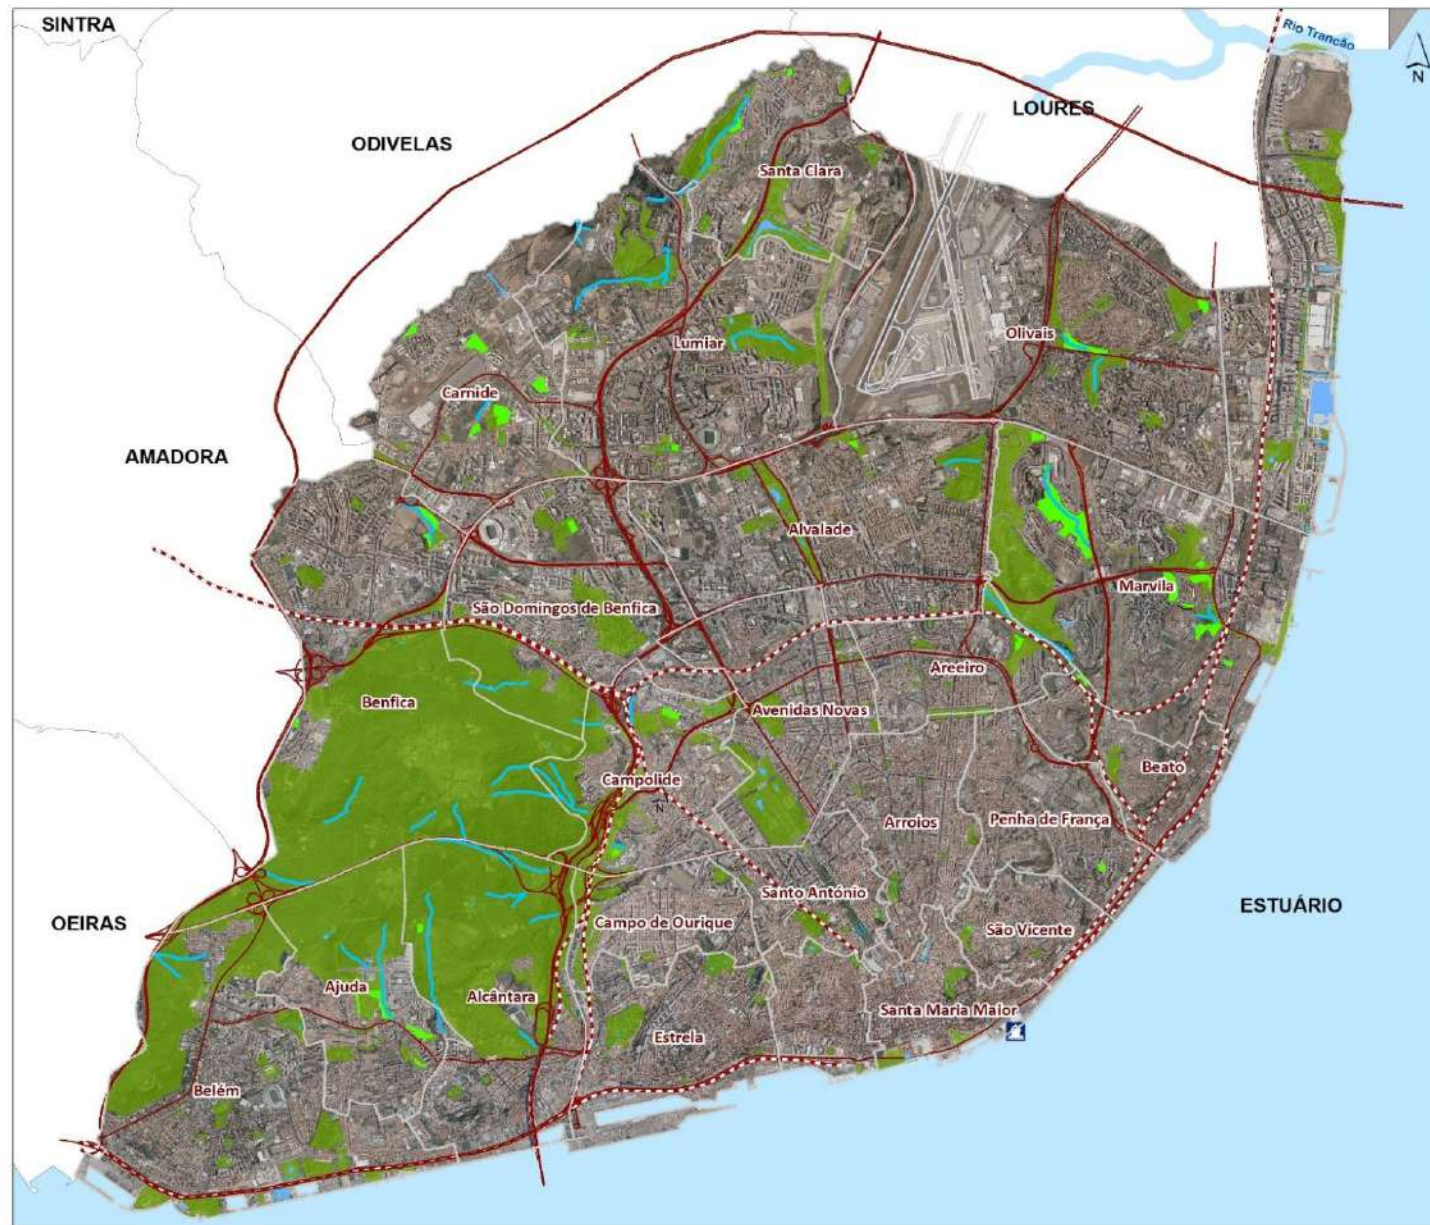 SINTRA
Rio Trancão
N
LOURES
ODIVELAS
Santa Clara
Olivais
Lumiar
Carnide
AMADORA
Alvalade
Marvila
São Domingos de Benfica
Areeiro
Benfica
Avenidas Novas
Beato
Campolide
N
Arroios
Penha de França
Santo António
ESTUÁRIO
OEIRAS
Campo de Ourique
São Vicente
Ajuda
Alcântara
Santa Maria Maior
Estrela
Belém